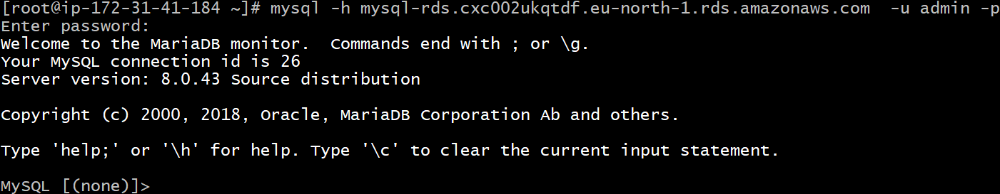 [root@ip-172-31-41-184 ~]# mysql -h mysql-rds.cxc002ukqtdf.eu-north-1.rds.amazonaws.com  -u admin -p
Enter password:
Welcome to the MariaDB monitor.  Commands end with ; or \g.
Your MySQL connection id is 26
Server version: 8.0.43 Source distribution
Copyright (c) 2000, 2018, Oracle, MariaDB Corporation Ab and others.
Type 'help;' or '\h' for help. Type '\c' to clear the current input statement.
MySQL [(none)]>